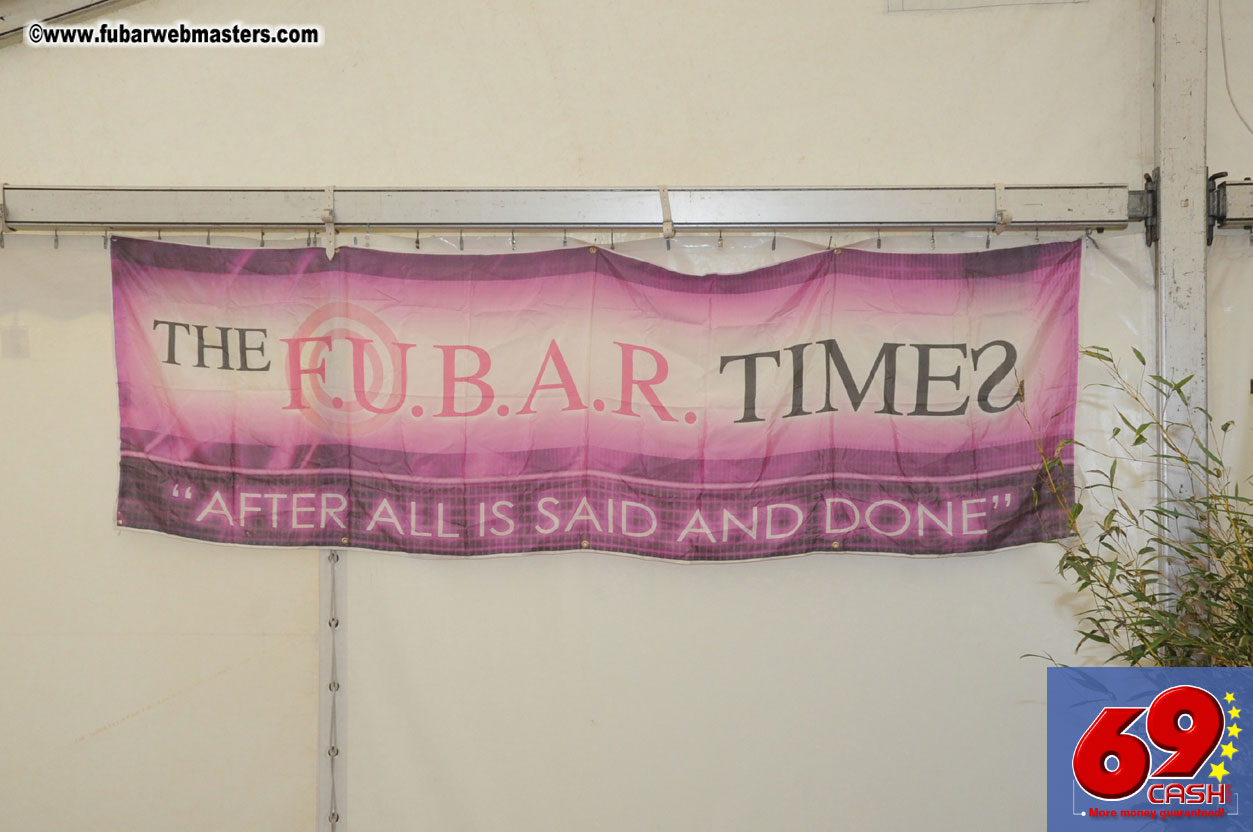 ©www.fubarwebmasters.com
THE F.U.B.A.R. TIMES
“AFTER ALL IS SAID AND DONE”
69
CASH
More money guaranteed!